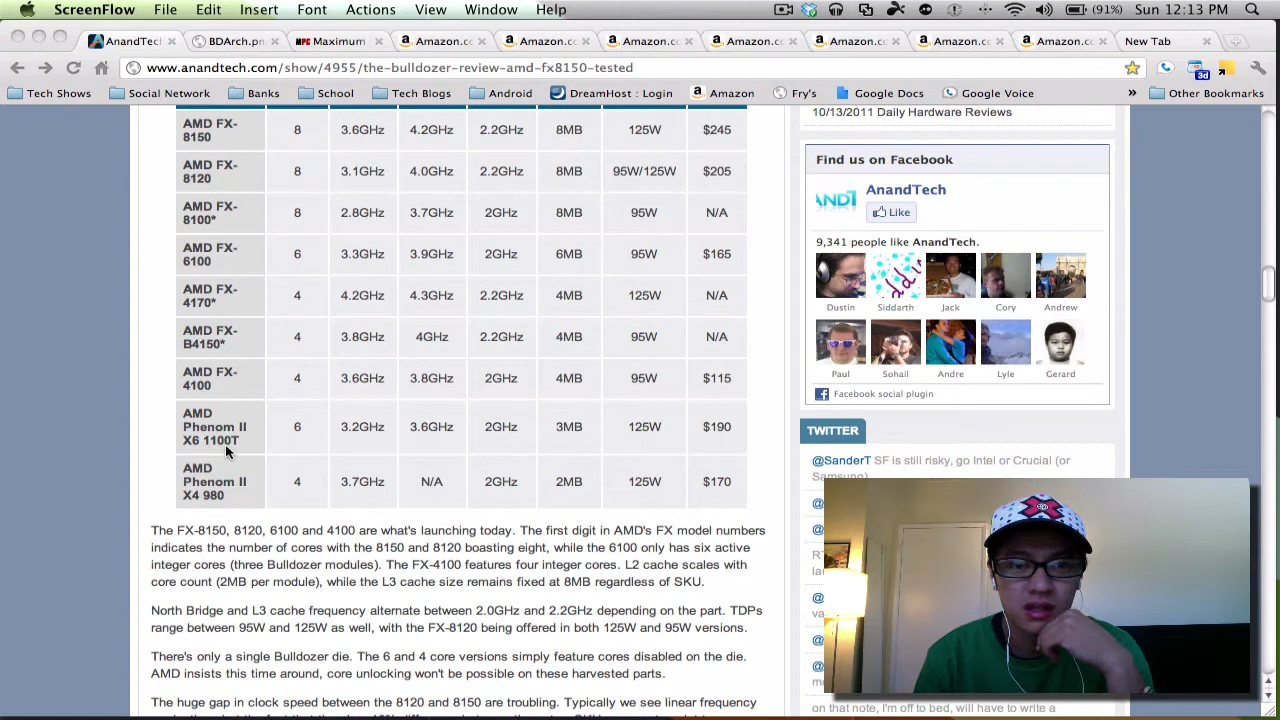 ScreenFlow File Edit Insert Font Actions View Window Help (91%) Sun 12:13 PM
AnandTech BDArch.pn Maximum Amazon.co Amazon.co Amazon.co Amazon.co Amazon.co Amazon.co Amazon.co New Tab
www.anandtech.com/show/4955/the-bulldozer-review-amd-fx8150-tested
3d
Tech Shows Social Network Banks School Tech Blogs Android DreamHost : Login Amazon Fry's Google Docs Google Voice » Other Bookmarks
AMD FX-
8150 8 3.6GHz 4.2GHz 2.2GHz 8MB 125W $245
AMD FX-
8120 8 3.1GHz 4.0GHz 2.2GHz 8MB 95W/125W $205
AMD FX-
8100* 8 2.8GHz 3.7GHz 2GHz 8MB 95W N/A
AMD FX-
6100 6 3.3GHz 3.9GHz 2GHz 6MB 95W $165
AMD FX-
4170* 4 4.2GHz 4.3GHz 2.2GHz 4MB 125W N/A
AMD FX-
B4150* 4 3.8GHz 4GHz 2.2GHz 4MB 95W N/A
AMD FX-
4100 4 3.6GHz 3.8GHz 2GHz 4MB 95W $115
AMD
Phenom II 6 3.2GHz 3.6GHz 2GHz 3MB 125W $190
X6 1100T
AMD
Phenom II 4 3.7GHz N/A 2GHz 2MB 125W $170
X4 980
The FX-8150, 8120, 6100 and 4100 are what's launching today. The first digit in AMD's FX model numbers
indicates the number of cores with the 8150 and 8120 boasting eight, while the 6100 only has six active
integer cores (three Bulldozer modules). The FX-4100 features four integer cores. L2 cache scales with
core count (2MB per module), while the L3 cache size remains fixed at 8MB regardless of SKU.
North Bridge and L3 cache frequency alternate between 2.0GHz and 2.2GHz depending on the part. TDPs
range between 95W and 125W as well, with the FX-8120 being offered in both 125W and 95W versions.
There's only a single Bulldozer die. The 6 and 4 core versions simply feature cores disabled on the die.
AMD insists this time around, core unlocking won't be possible on these harvested parts.
The huge gap in clock speed between the 8120 and 8150 are troubling. Typically we see linear frequency
10/13/2011 Daily Hardware Reviews
Find us on Facebook
AnandTech
Like
9,341 people like AnandTech.
Dustin Siddarth Jack Cory Andrew
Paul Sohail Andre Lyle Gerard
Facebook social plugin
TWITTER
@SanderT SF is still risky, go Intel or Crucial (or
Samsung)
on that note, I'm off to bed, will have to write a